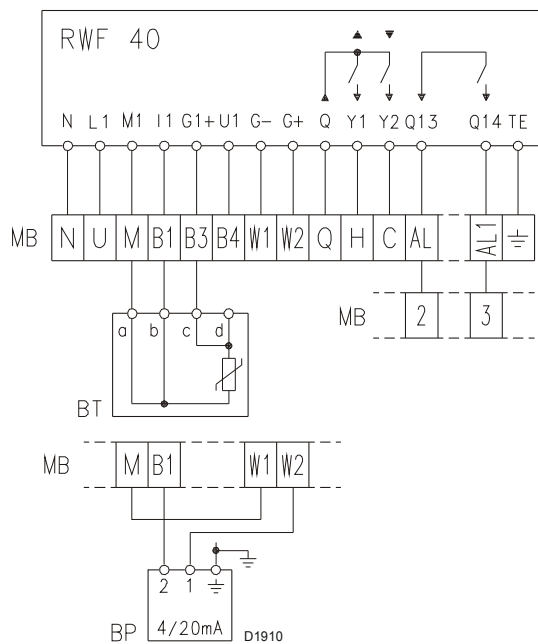 RWF 40
N L1 M1 I1 G1+ U1 G− G+ Q Y1 Y2 Q13 Q14 TE
MB N U M B1 B3 B4 W1 W2 Q H C AL AL1
MB 2 3
a b c d
BT
MB M B1 W1 W2
2 1
BP 4/20mA D1910